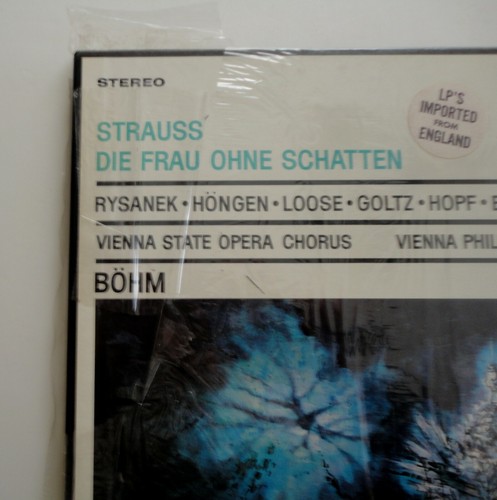 STEREO
LP'S
IMPORTED
FROM
ENGLAND
STRAUSS
DIE FRAU OHNE SCHATTEN
RYSANEK • HÖNGEN • LOOSE • GOLTZ • HOPF •
VIENNA STATE OPERA CHORUS VIENNA PHIL
BÖHM